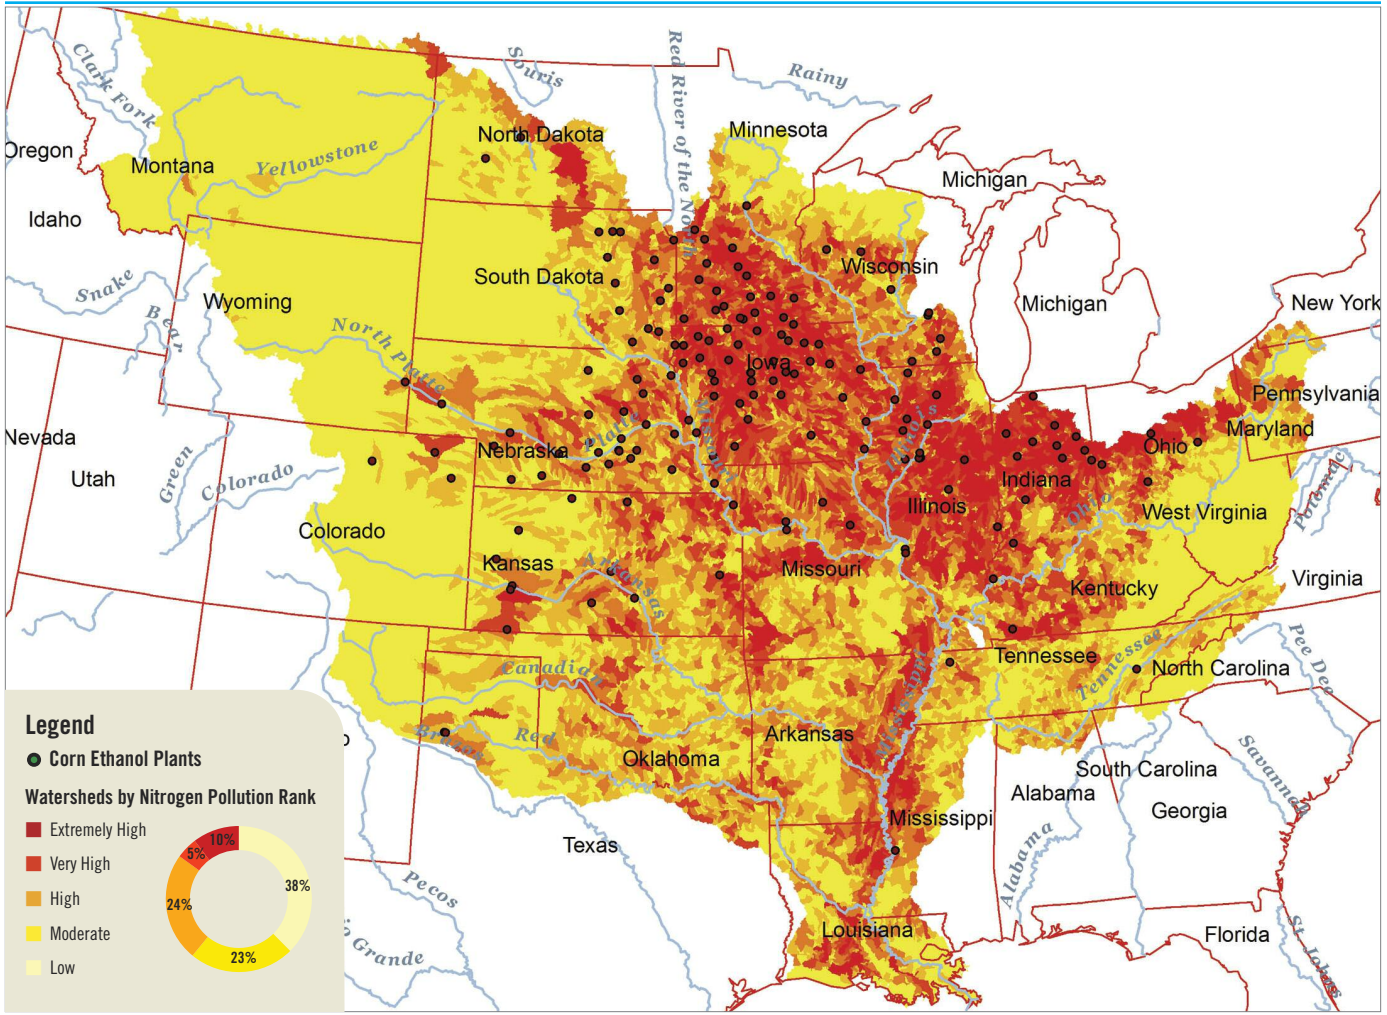 Clark Fork
Souris
Red River of the North
Rainy
North Dakota
Minnesota
Oregon
Montana
Yellowstone
Michigan
Idaho
South Dakota
Wisconsin
Snake
Wyoming
Michigan
New York
Bear
North Platte
Iowa
Pennsylvania
Nevada
Platte
Missouri
Illinois
Maryland
Nebraska
Ohio
Utah
Green
Colorado
Indiana
Potomac
Illinois
Ohio
West Virginia
Colorado
Kansas
Arkansas
Missouri
Kentucky
Virginia
Canadian
Tennessee
Tennessee
North Carolina
Pee Dee
Mississippi
Brazos
Red
Arkansas
Oklahoma
South Carolina
Savannah
Alabama
Georgia
Mississippi
Texas
Alabama
Pecos
Louisiana
Florida
St. Johns
o Grande
o
Legend
Corn Ethanol Plants
Watersheds by Nitrogen Pollution Rank
Extremely High
Very High
High
Moderate
Low
10%
5%
38%
24%
23%